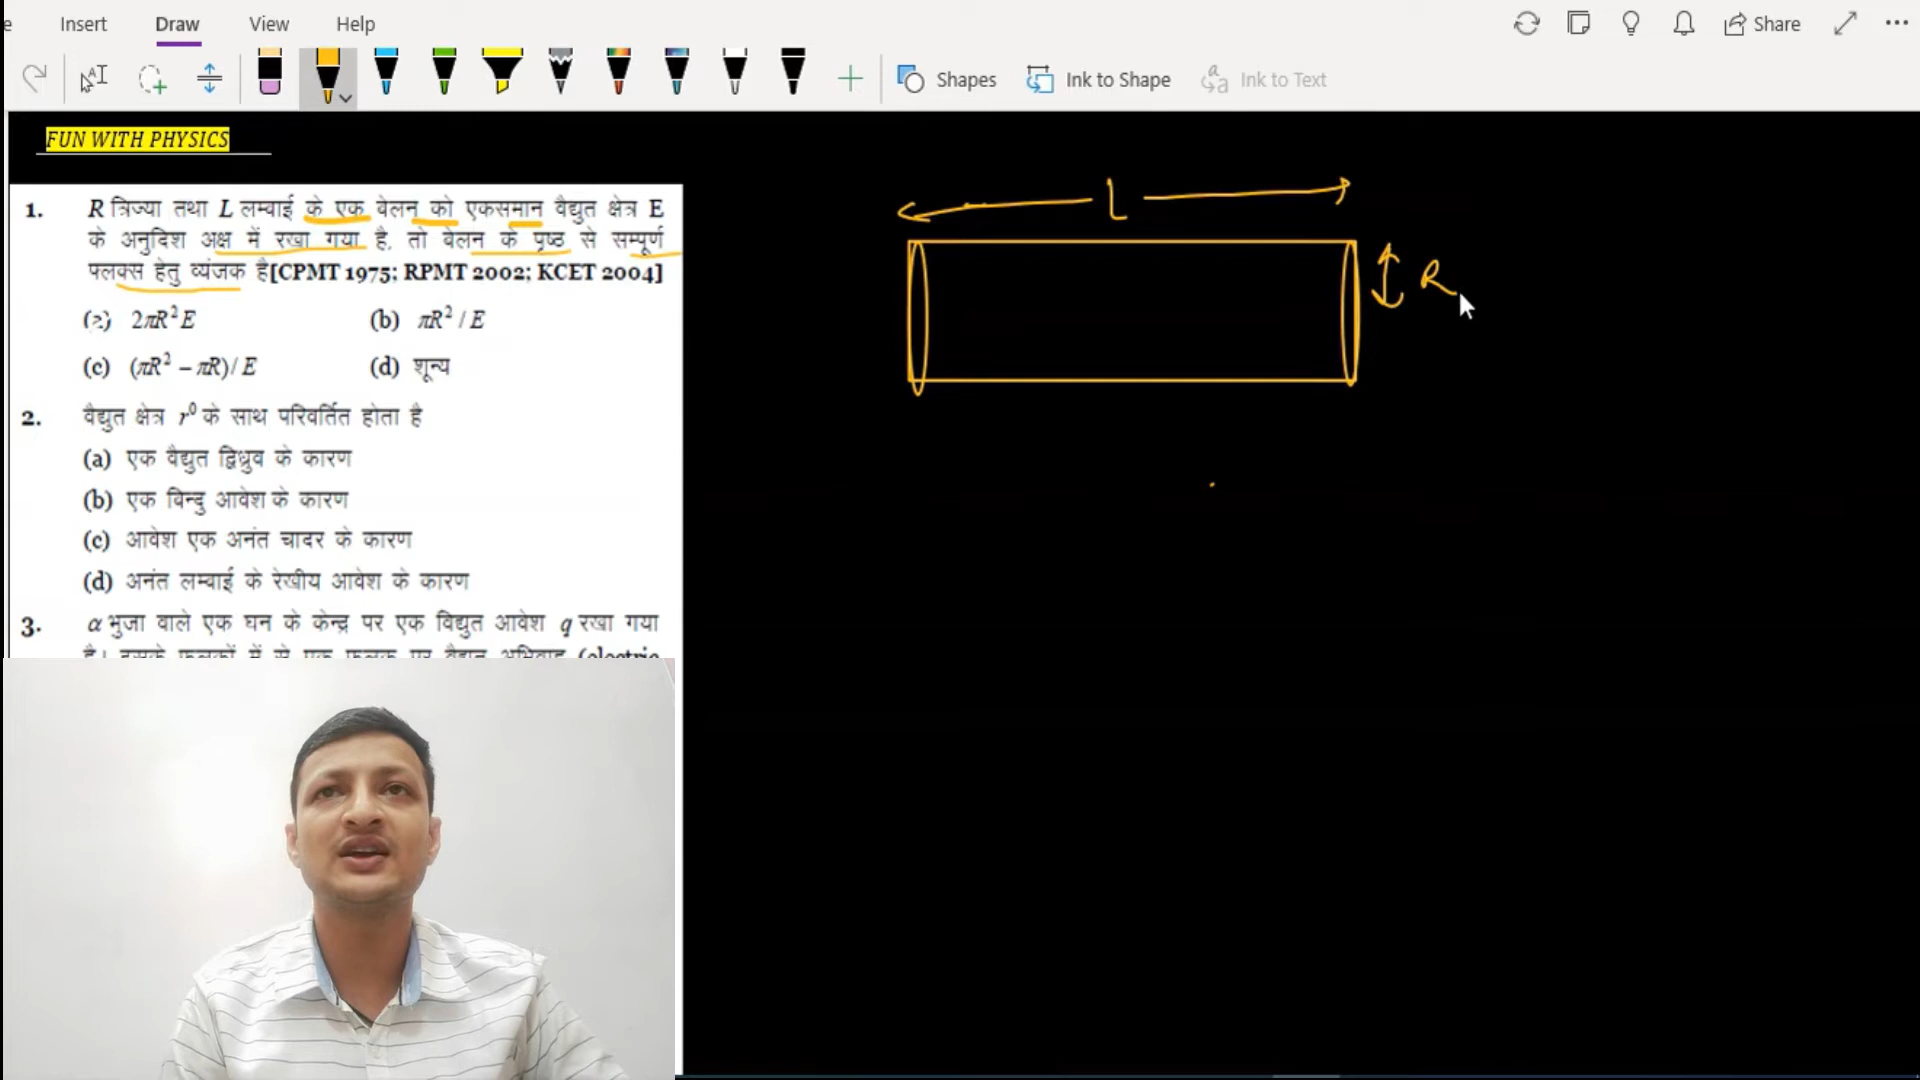 Insert Draw View Help Share
Shapes Ink to Shape Ink to Text
FUN WITH PHYSICS
1. R त्रिज्या तथा L लम्बाई के एक बेलन को एकसमान वैद्युत क्षेत्र E
के अनुदिश अक्ष में रखा गया है, तो बेलन के पृष्ठ से सम्पूर्ण
फ्लक्स हेतु व्यंजक है[CPMT 1975; RPMT 2002; KCET 2004]
(a) 2πR² E (b) πR² / E
(c) (πR² – πR)/ E (d) शून्य
2. वैद्युत क्षेत्र r⁰ के साथ परिवर्तित होता है
(a) एक वैद्युत द्विध्रुव के कारण
(b) एक बिन्दु आवेश के कारण
(c) आवेश एक अनंत चादर के कारण
(d) अनंत लम्बाई के रेखीय आवेश के कारण
3. α भुजा वाले एक घन के केन्द्र पर एक विद्युत आवेश q रखा गया
L
R